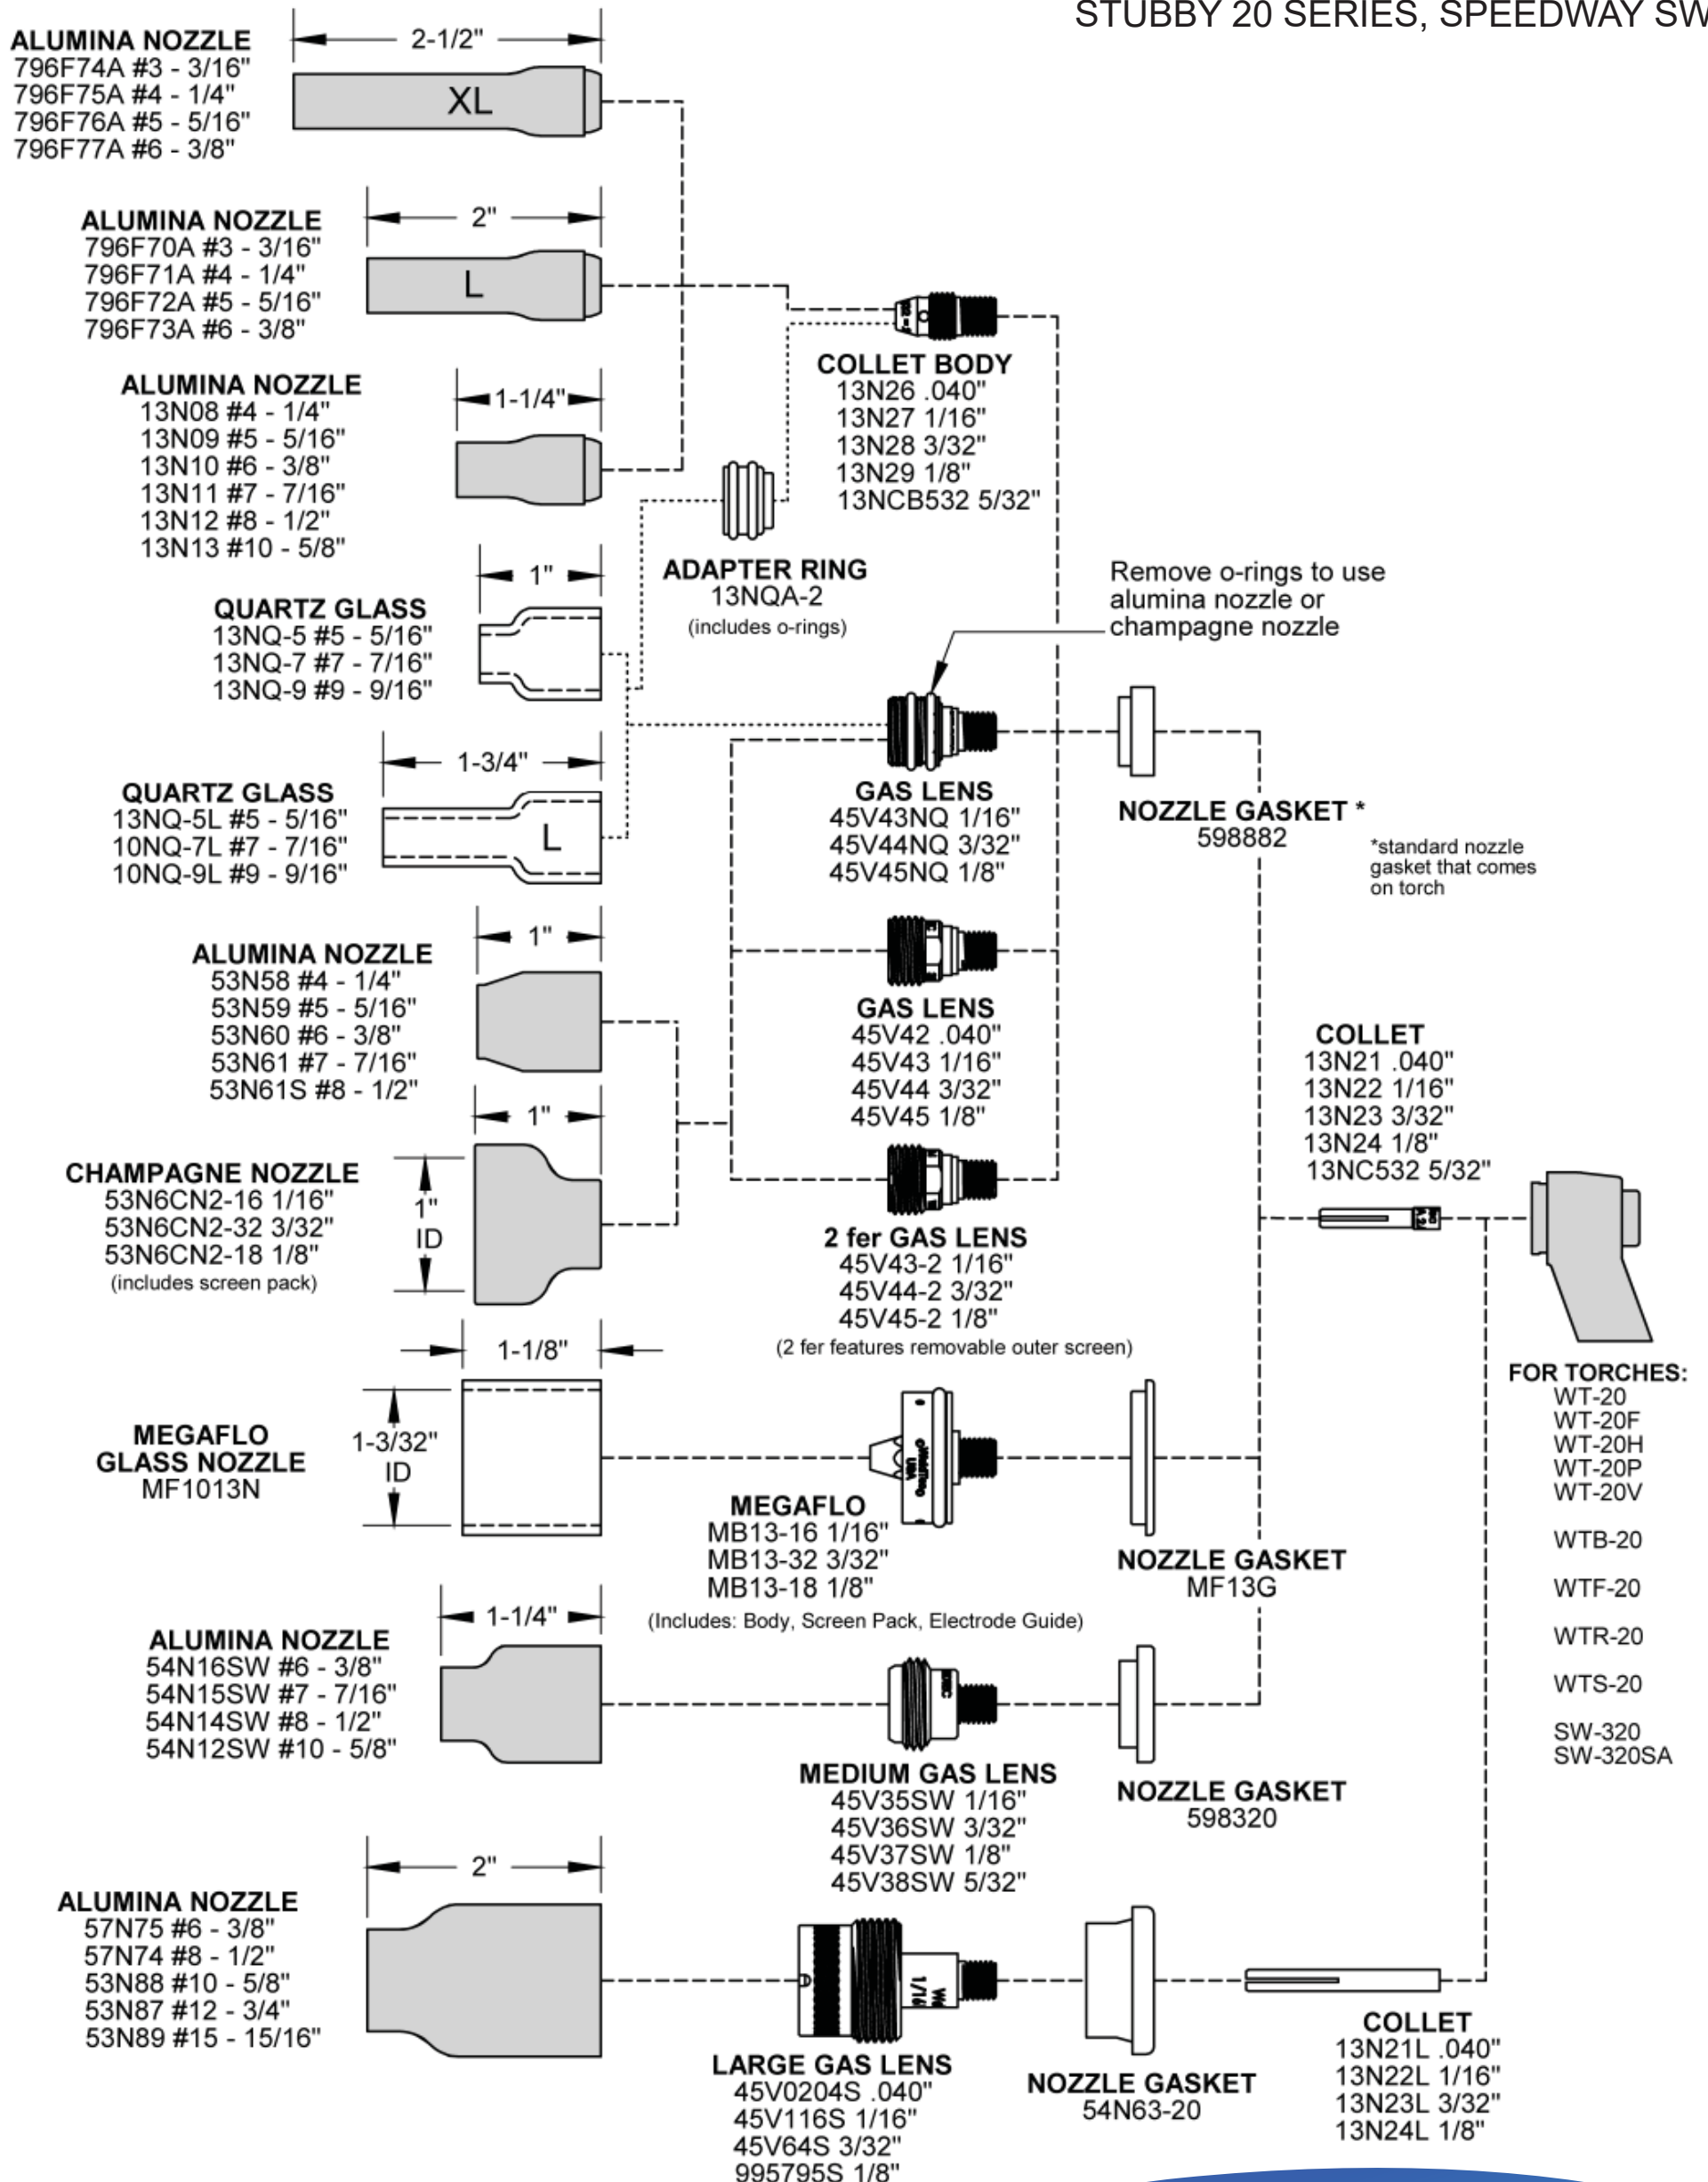 STUBBY 20 SERIES, SPEEDWAY SW
ALUMINA NOZZLE
796F74A #3 - 3/16"
796F75A #4 - 1/4"
796F76A #5 - 5/16"
796F77A #6 - 3/8"
2-1/2"
XL
ALUMINA NOZZLE
796F70A #3 - 3/16"
796F71A #4 - 1/4"
796F72A #5 - 5/16"
796F73A #6 - 3/8"
2"
L
ALUMINA NOZZLE
13N08 #4 - 1/4"
13N09 #5 - 5/16"
13N10 #6 - 3/8"
13N11 #7 - 7/16"
13N12 #8 - 1/2"
13N13 #10 - 5/8"
1-1/4"
COLLET BODY
13N26 .040"
13N27 1/16"
13N28 3/32"
13N29 1/8"
13NCB532 5/32"
ADAPTER RING
13NQA-2
(includes o-rings)
QUARTZ GLASS
13NQ-5 #5 - 5/16"
13NQ-7 #7 - 7/16"
13NQ-9 #9 - 9/16"
1"
Remove o-rings to use
alumina nozzle or
champagne nozzle
QUARTZ GLASS
13NQ-5L #5 - 5/16"
10NQ-7L #7 - 7/16"
10NQ-9L #9 - 9/16"
1-3/4"
L
GAS LENS
45V43NQ 1/16"
45V44NQ 3/32"
45V45NQ 1/8"
NOZZLE GASKET *
598882
*standard nozzle
gasket that comes
on torch
ALUMINA NOZZLE
53N58 #4 - 1/4"
53N59 #5 - 5/16"
53N60 #6 - 3/8"
53N61 #7 - 7/16"
53N61S #8 - 1/2"
1"
GAS LENS
45V42 .040"
45V43 1/16"
45V44 3/32"
45V45 1/8"
COLLET
13N21 .040"
13N22 1/16"
13N23 3/32"
13N24 1/8"
13NC532 5/32"
CHAMPAGNE NOZZLE
53N6CN2-16 1/16"
53N6CN2-32 3/32"
53N6CN2-18 1/8"
(includes screen pack)
1"
1"
ID
2 fer GAS LENS
45V43-2 1/16"
45V44-2 3/32"
45V45-2 1/8"
(2 fer features removable outer screen)
FOR TORCHES:
WT-20
WT-20F
WT-20H
WT-20P
WT-20V
WTB-20
WTF-20
WTR-20
WTS-20
SW-320
SW-320SA
MEGAFLO
GLASS NOZZLE
MF1013N
1-1/8"
1-3/32"
ID
MEGAFLO
MB13-16 1/16"
MB13-32 3/32"
MB13-18 1/8"
(Includes: Body, Screen Pack, Electrode Guide)
USA
NOZZLE GASKET
MF13G
ALUMINA NOZZLE
54N16SW #6 - 3/8"
54N15SW #7 - 7/16"
54N14SW #8 - 1/2"
54N12SW #10 - 5/8"
1-1/4"
MEDIUM GAS LENS
45V35SW 1/16"
45V36SW 3/32"
45V37SW 1/8"
45V38SW 5/32"
NOZZLE GASKET
598320
ALUMINA NOZZLE
57N75 #6 - 3/8"
57N74 #8 - 1/2"
53N88 #10 - 5/8"
53N87 #12 - 3/4"
53N89 #15 - 15/16"
2"
1/16
LARGE GAS LENS
45V0204S .040"
45V116S 1/16"
45V64S 3/32"
995795S 1/8"
NOZZLE GASKET
54N63-20
COLLET
13N21L .040"
13N22L 1/16"
13N23L 3/32"
13N24L 1/8"